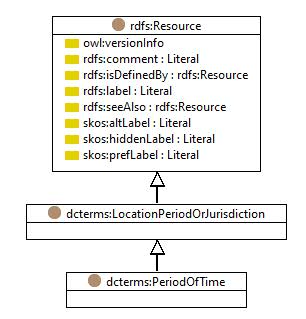 rdfs:Resource
owl:versionInfo
rdfs:comment : Literal
rdfs:isDefinedBy : rdfs:Resource
rdfs:label : Literal
rdfs:seeAlso : rdfs:Resource
skos:altLabel : Literal
skos:hiddenLabel : Literal
skos:prefLabel : Literal
dcterms:LocationPeriodOrJurisdiction
dcterms:PeriodOfTime